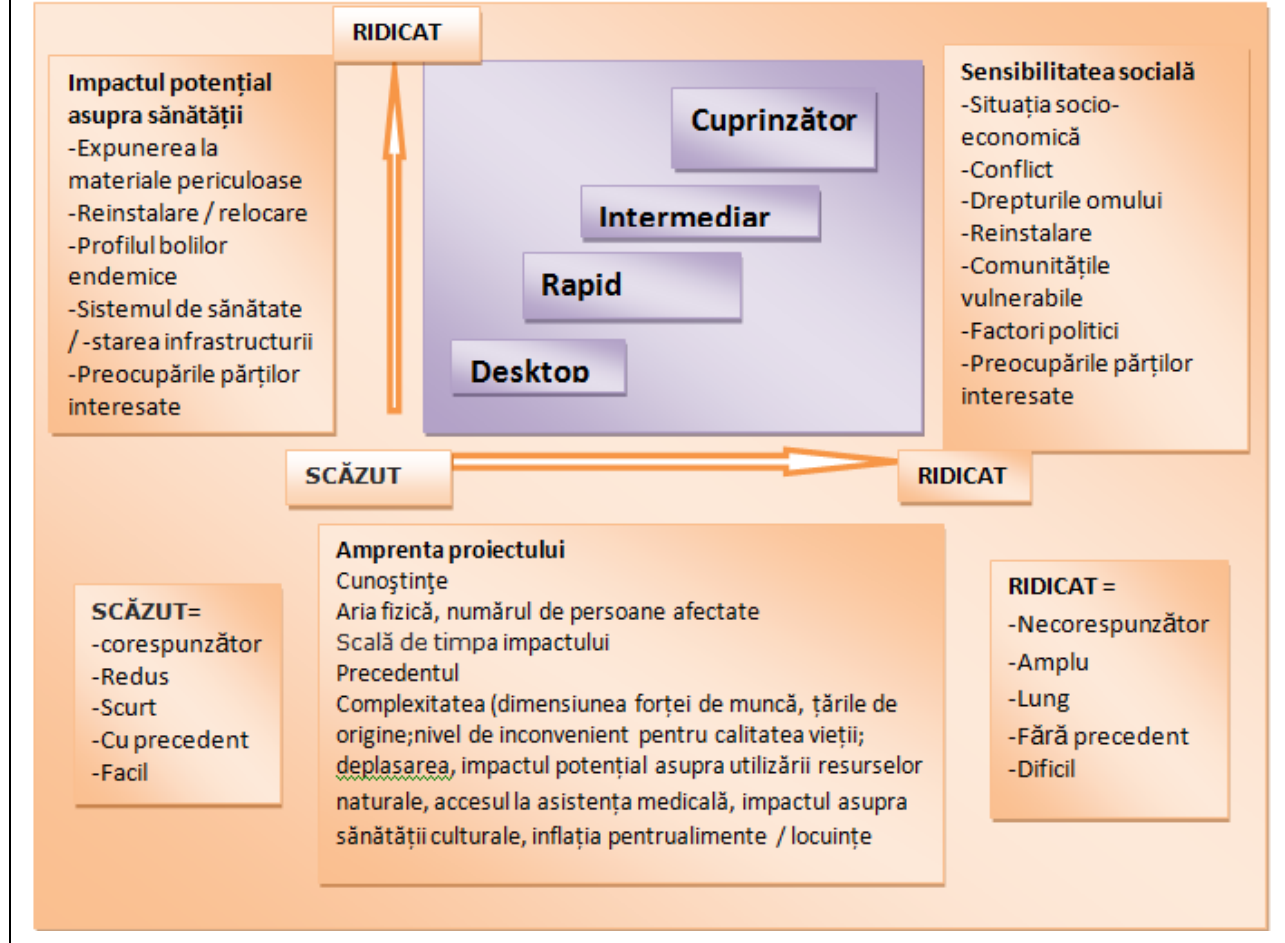 RIDICAT
Impactul potențial
asupra sănătății
-Expunerea la
materiale periculoase
-Reinstalare / relocare
-Profilul bolilor
endemice
-Sistemul de sănătate
/ -starea infrastructurii
-Preocupările părților
interesate
Cuprinzător
Intermediar
Rapid
Desktop
Sensibilitatea socială
-Situația socio-
economică
-Conflict
-Drepturile omului
-Reinstalare
-Comunitățile
vulnerabile
-Factori politici
-Preocupările părților
interesate
SCĂZUT
RIDICAT
SCĂZUT=
-corespunzător
-Redus
-Scurt
-Cu precedent
-Facil
Amprenta proiectului
Cunoştinţe
Aria fizică, numărul de persoane afectate
Scală de timpa impactului
Precedentul
Complexitatea (dimensiunea forței de muncă, țările de
origine;nivel de inconvenient pentru calitatea vieții;
deplasarea, impactul potențial asupra utilizării resurselor
naturale, accesul la asistența medicală, impactul asupra
sănătății culturale, inflația pentrualimente / locuințe
RIDICAT =
-Necorespunzător
-Amplu
-Lung
-Fără precedent
-Dificil